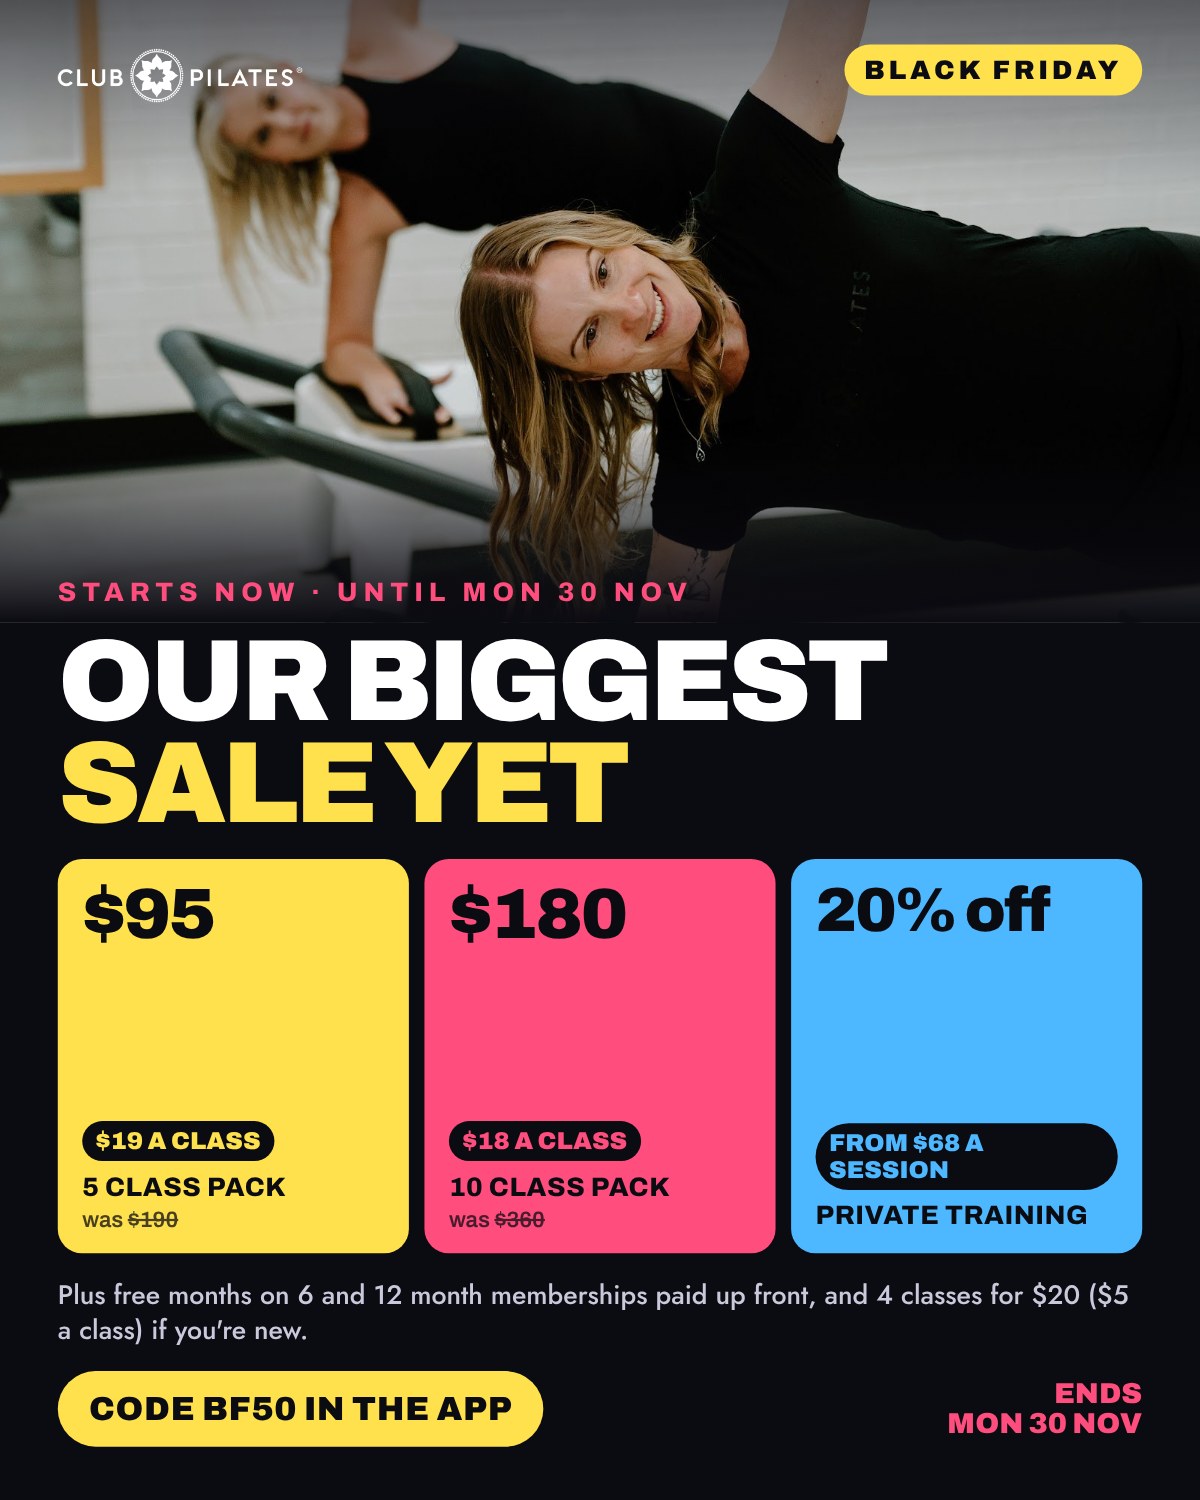 CLUB PILATES®
BLACK FRIDAY
ATES
STARTS NOW · UNTIL MON 30 NOV
OUR BIGGEST
SALE YET
$95
$19 A CLASS
5 CLASS PACK
was $190
$180
$18 A CLASS
10 CLASS PACK
was $360
20% off
FROM $68 A
SESSION
PRIVATE TRAINING
Plus free months on 6 and 12 month memberships paid up front, and 4 classes for $20 ($5
a class) if you're new.
CODE BF50 IN THE APP
ENDS
MON 30 NOV